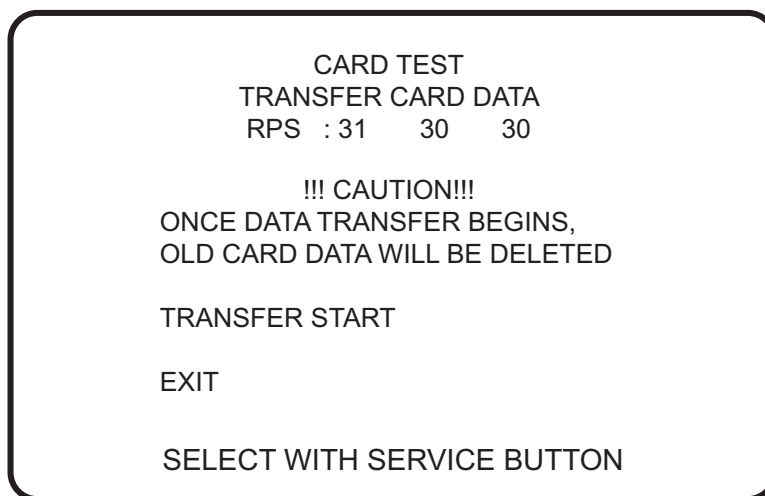 CARD TEST
TRANSFER CARD DATA
RPS : 31 30 30
!!! CAUTION!!!
ONCE DATA TRANSFER BEGINS,
OLD CARD DATA WILL BE DELETED
TRANSFER START
EXIT
SELECT WITH SERVICE BUTTON